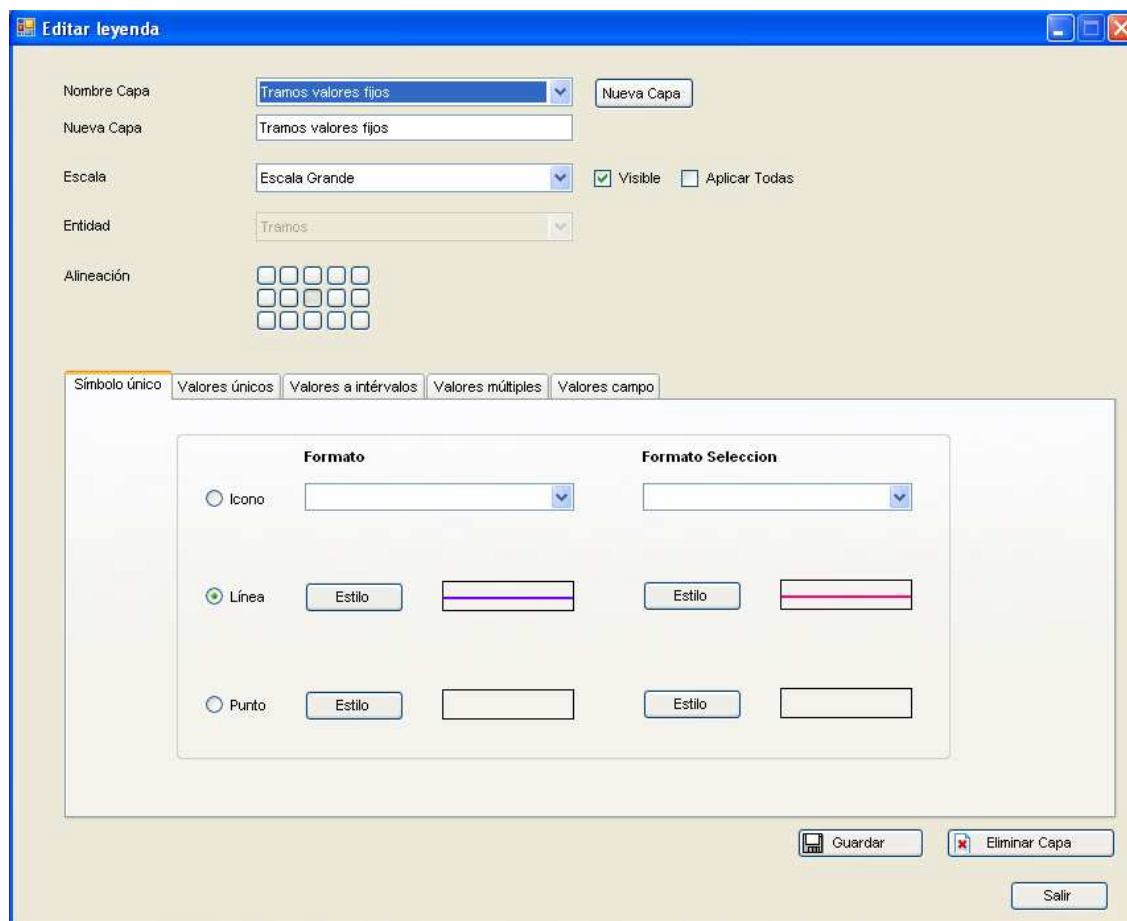 Editar leyenda
Nombre Capa Tramos valores fijos Nueva Capa
Nueva Capa Tramos valores fijos
Escala Escala Grande Visible Aplicar Todas
Entidad Tramos
Alineación
Símbolo único Valores únicos Valores a intérvalos Valores múltiples Valores campo
Formato Formato Seleccion
Icono
Línea Estilo Estilo
Punto Estilo Estilo
Guardar Eliminar Capa
Salir